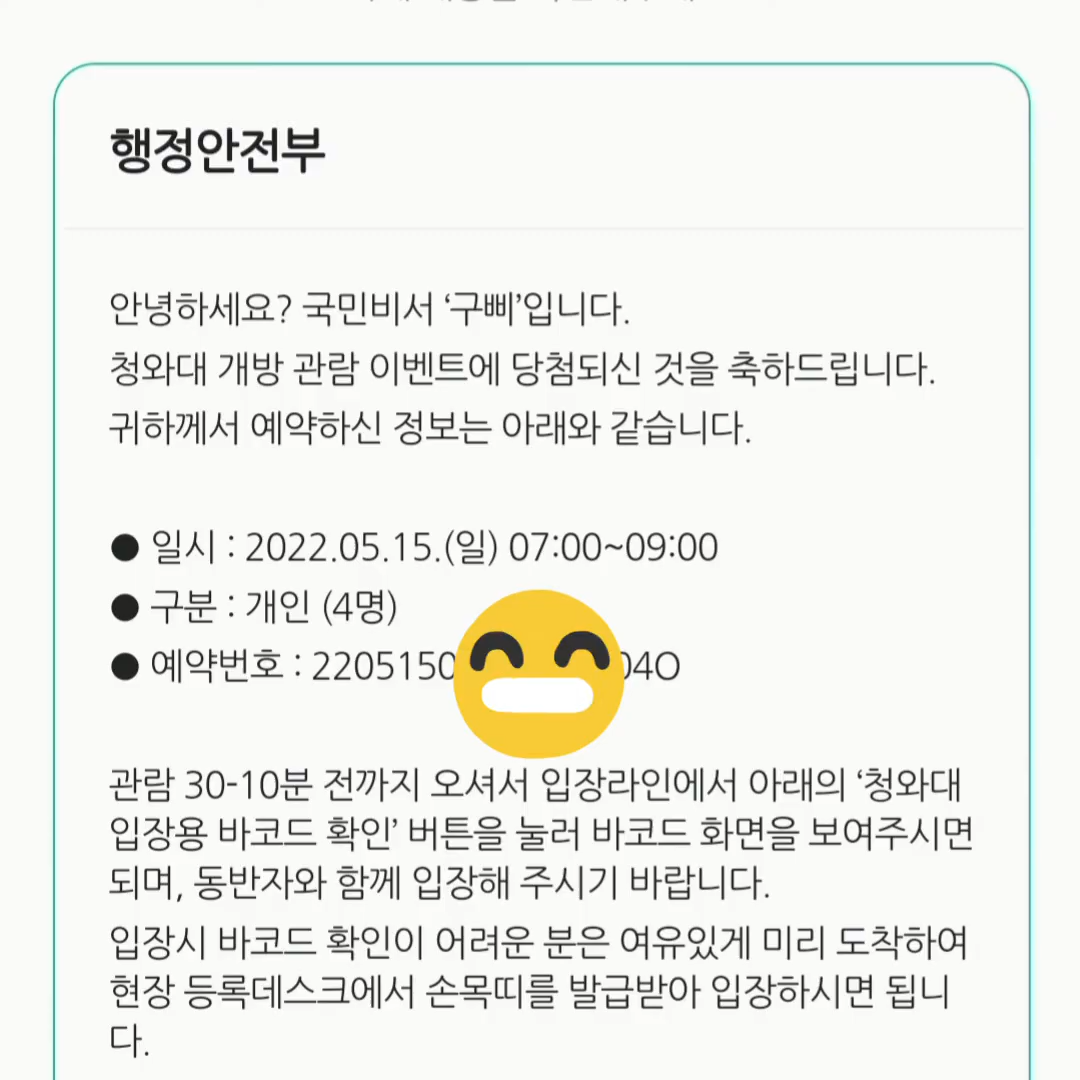 행정안전부
안녕하세요? 국민비서 ‘구삐’입니다.
청와대 개방 관람 이벤트에 당첨되신 것을 축하드립니다.
귀하께서 예약하신 정보는 아래와 같습니다.
● 일시 : 2022.05.15.(일) 07:00~09:00
● 구분 : 개인 (4명)
● 예약번호 : 2205150 04O
관람 30-10분 전까지 오셔서 입장라인에서 아래의 ‘청와대
입장용 바코드 확인’ 버튼을 눌러 바코드 화면을 보여주시면
되며, 동반자와 함께 입장해 주시기 바랍니다.
입장시 바코드 확인이 어려운 분은 여유있게 미리 도착하여
현장 등록데스크에서 손목띠를 발급받아 입장하시면 됩니
다.